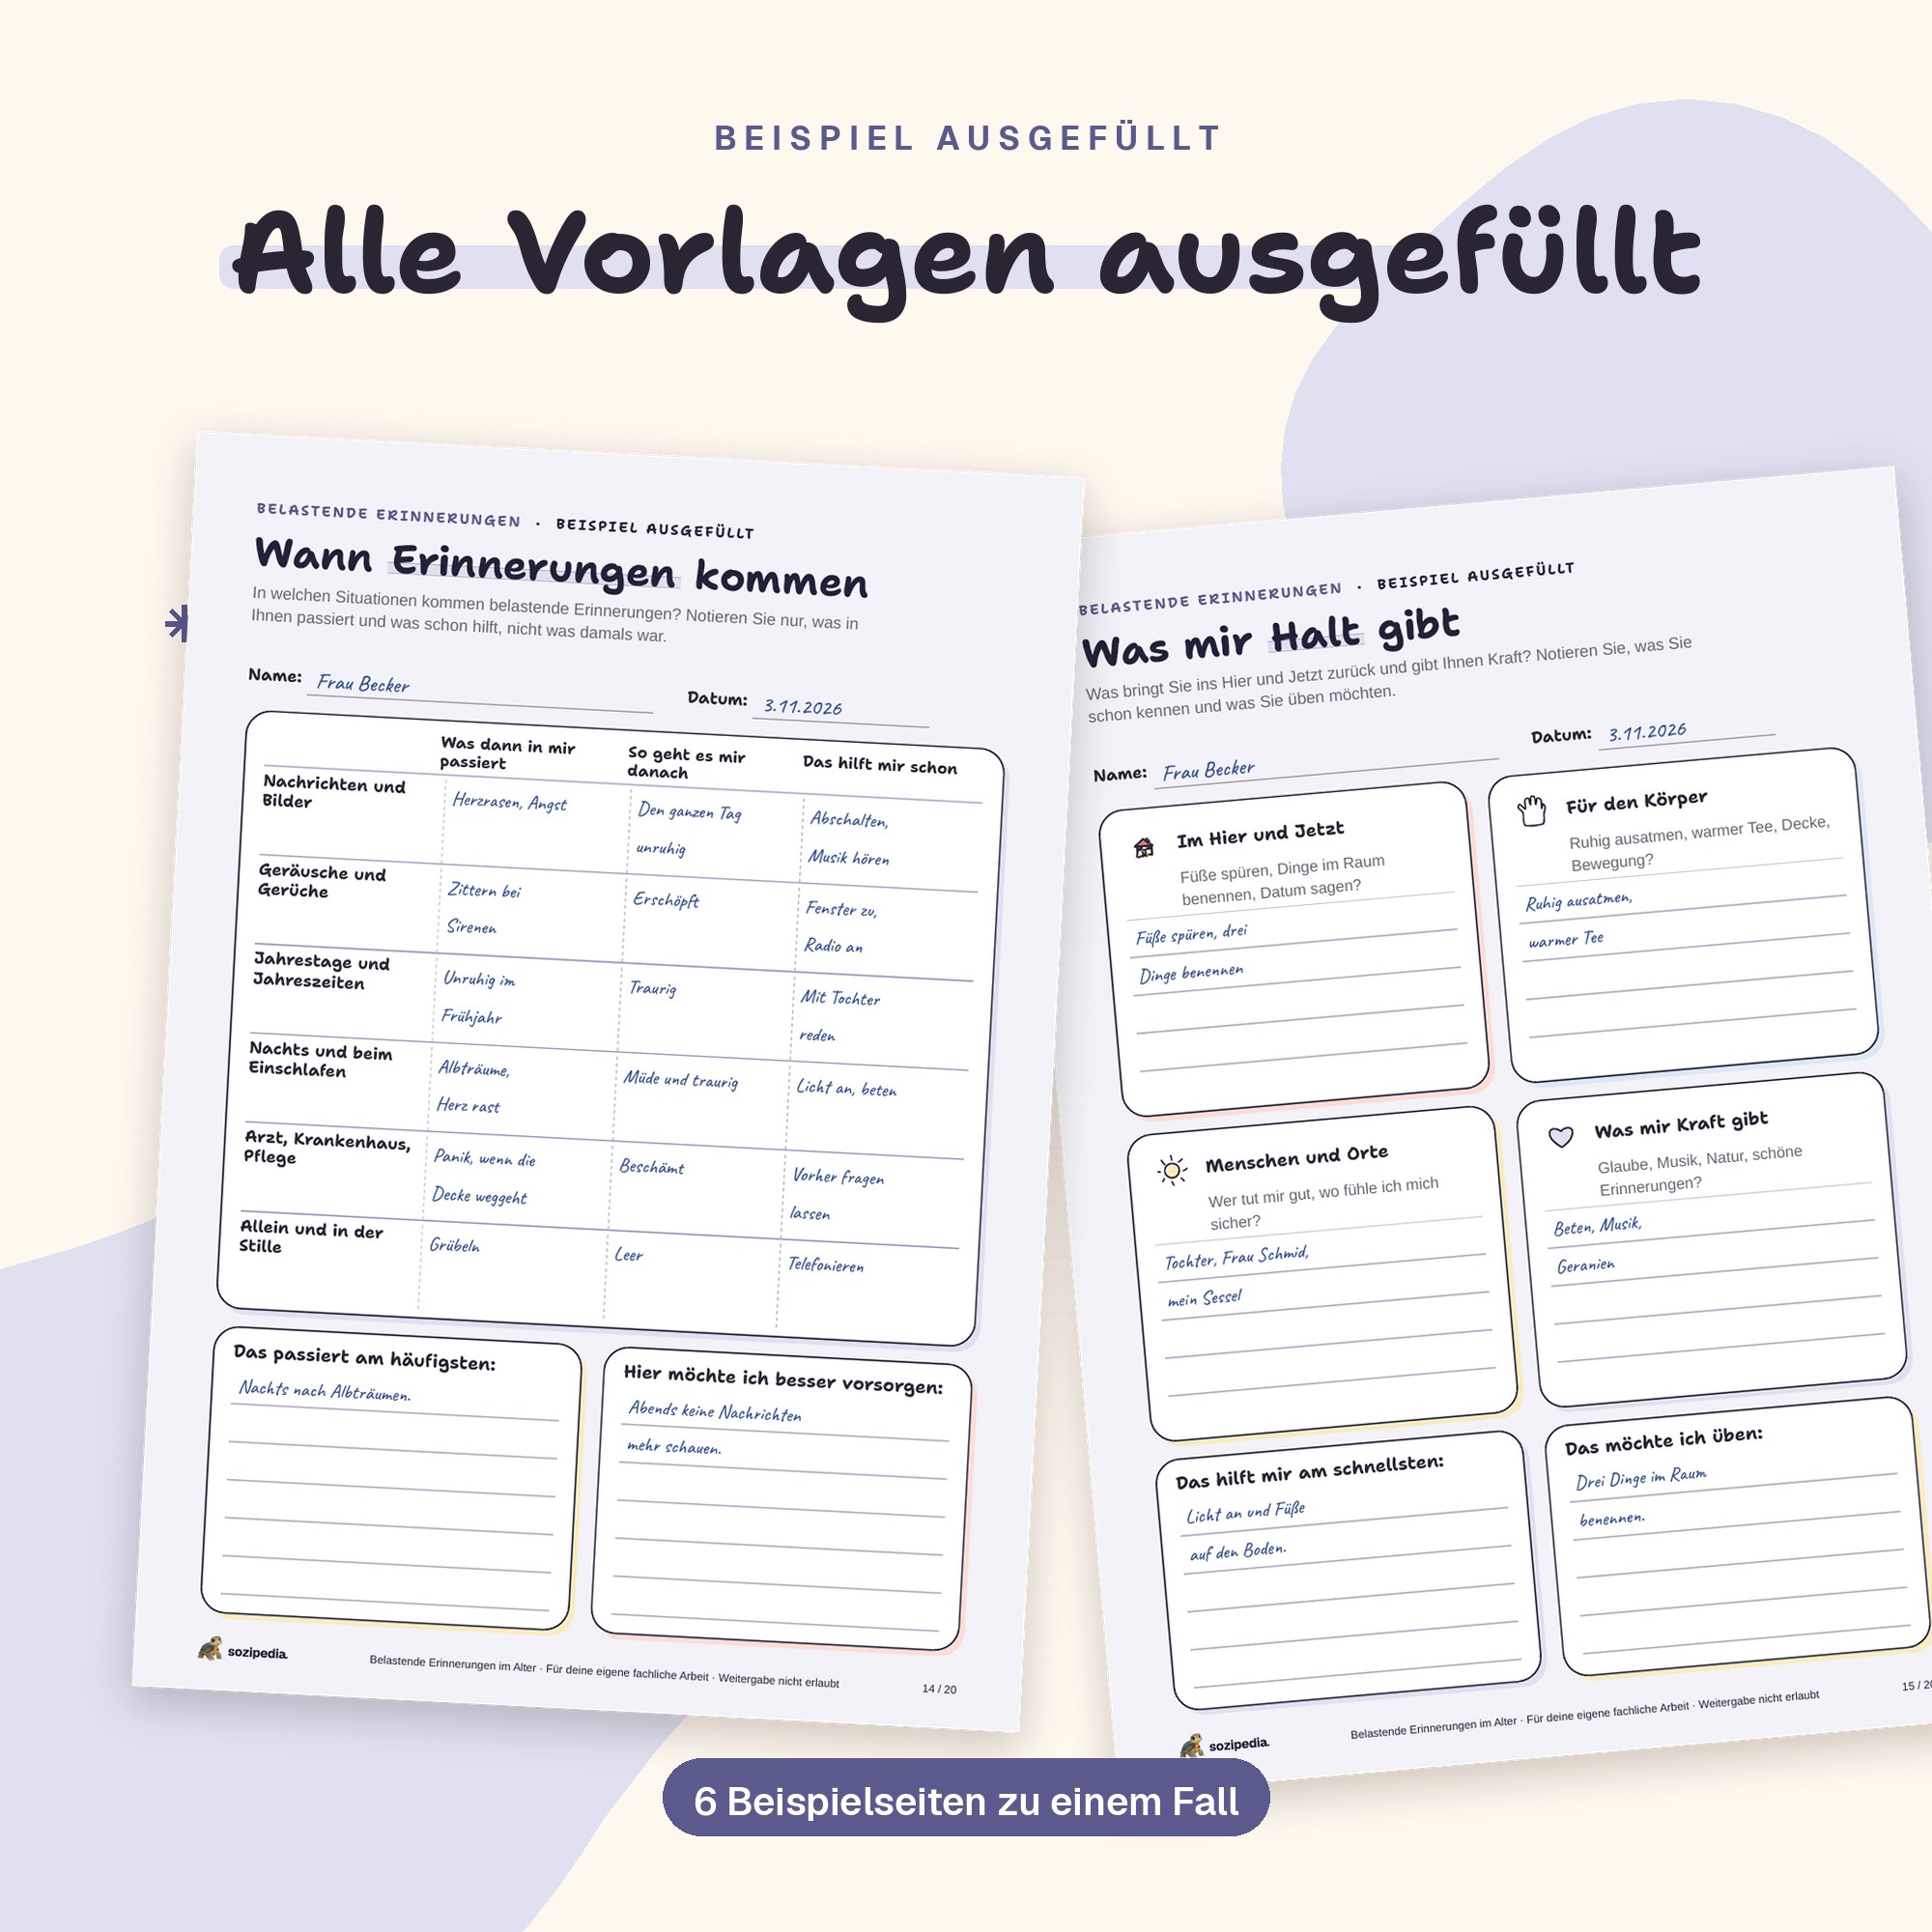 BEISPIEL AUSGEFÜLLT
Alle Vorlagen ausgefüllt
BELASTENDE ERINNERUNGEN · BEISPIEL AUSGEFÜLLT
Wann Erinnerungen kommen
In welchen Situationen kommen belastende Erinnerungen? Notieren Sie nur, was in
Ihnen passiert und was schon hilft, nicht was damals war.
Name: Frau Becker Datum: 3.11.2026
Was dann in mir
passiert
So geht es mir
danach
Das hilft mir schon
Nachrichten und
Bilder
Herzrasen, Angst
Den ganzen Tag
unruhig
Abschalten,
Musik hören
Geräusche und
Gerüche
Zittern bei
Sirenen
Erschöpft
Fenster zu,
Radio an
Jahrestage und
Jahreszeiten
Unruhig im
Frühjahr
Traurig
Mit Tochter
reden
Nachts und beim
Einschlafen
Albträume,
Herz rast
Müde und traurig
Licht an, beten
Arzt, Krankenhaus,
Pflege
Panik, wenn die
Decke weggeht
Beschämt
Vorher fragen
lassen
Allein und in der
Stille
Grübeln
Leer
Telefonieren
Das passiert am häufigsten:
Nachts nach Albträumen.
Hier möchte ich besser vorsorgen:
Abends keine Nachrichten
mehr schauen.
sozipedia.
Belastende Erinnerungen im Alter · Für deine eigene fachliche Arbeit · Weitergabe nicht erlaubt
14 / 20
BELASTENDE ERINNERUNGEN · BEISPIEL AUSGEFÜLLT
Was mir Halt gibt
Was bringt Sie ins Hier und Jetzt zurück und gibt Ihnen Kraft? Notieren Sie, was Sie
schon kennen und was Sie üben möchten.
Name: Frau Becker Datum: 3.11.2026
Im Hier und Jetzt
Füße spüren, Dinge im Raum
benennen, Datum sagen?
Füße spüren, drei
Dinge benennen
Für den Körper
Ruhig ausatmen, warmer Tee, Decke,
Bewegung?
Ruhig ausatmen,
warmer Tee
Menschen und Orte
Wer tut mir gut, wo fühle ich mich
sicher?
Tochter, Frau Schmid,
mein Sessel
Was mir Kraft gibt
Glaube, Musik, Natur, schöne
Erinnerungen?
Beten, Musik,
Geranien
Das hilft mir am schnellsten:
Licht an und Füße
auf den Boden.
Das möchte ich üben:
Drei Dinge im Raum
benennen.
sozipedia.
Belastende Erinnerungen im Alter · Für deine eigene fachliche Arbeit · Weitergabe nicht erlaubt
15 / 20
6 Beispielseiten zu einem Fall